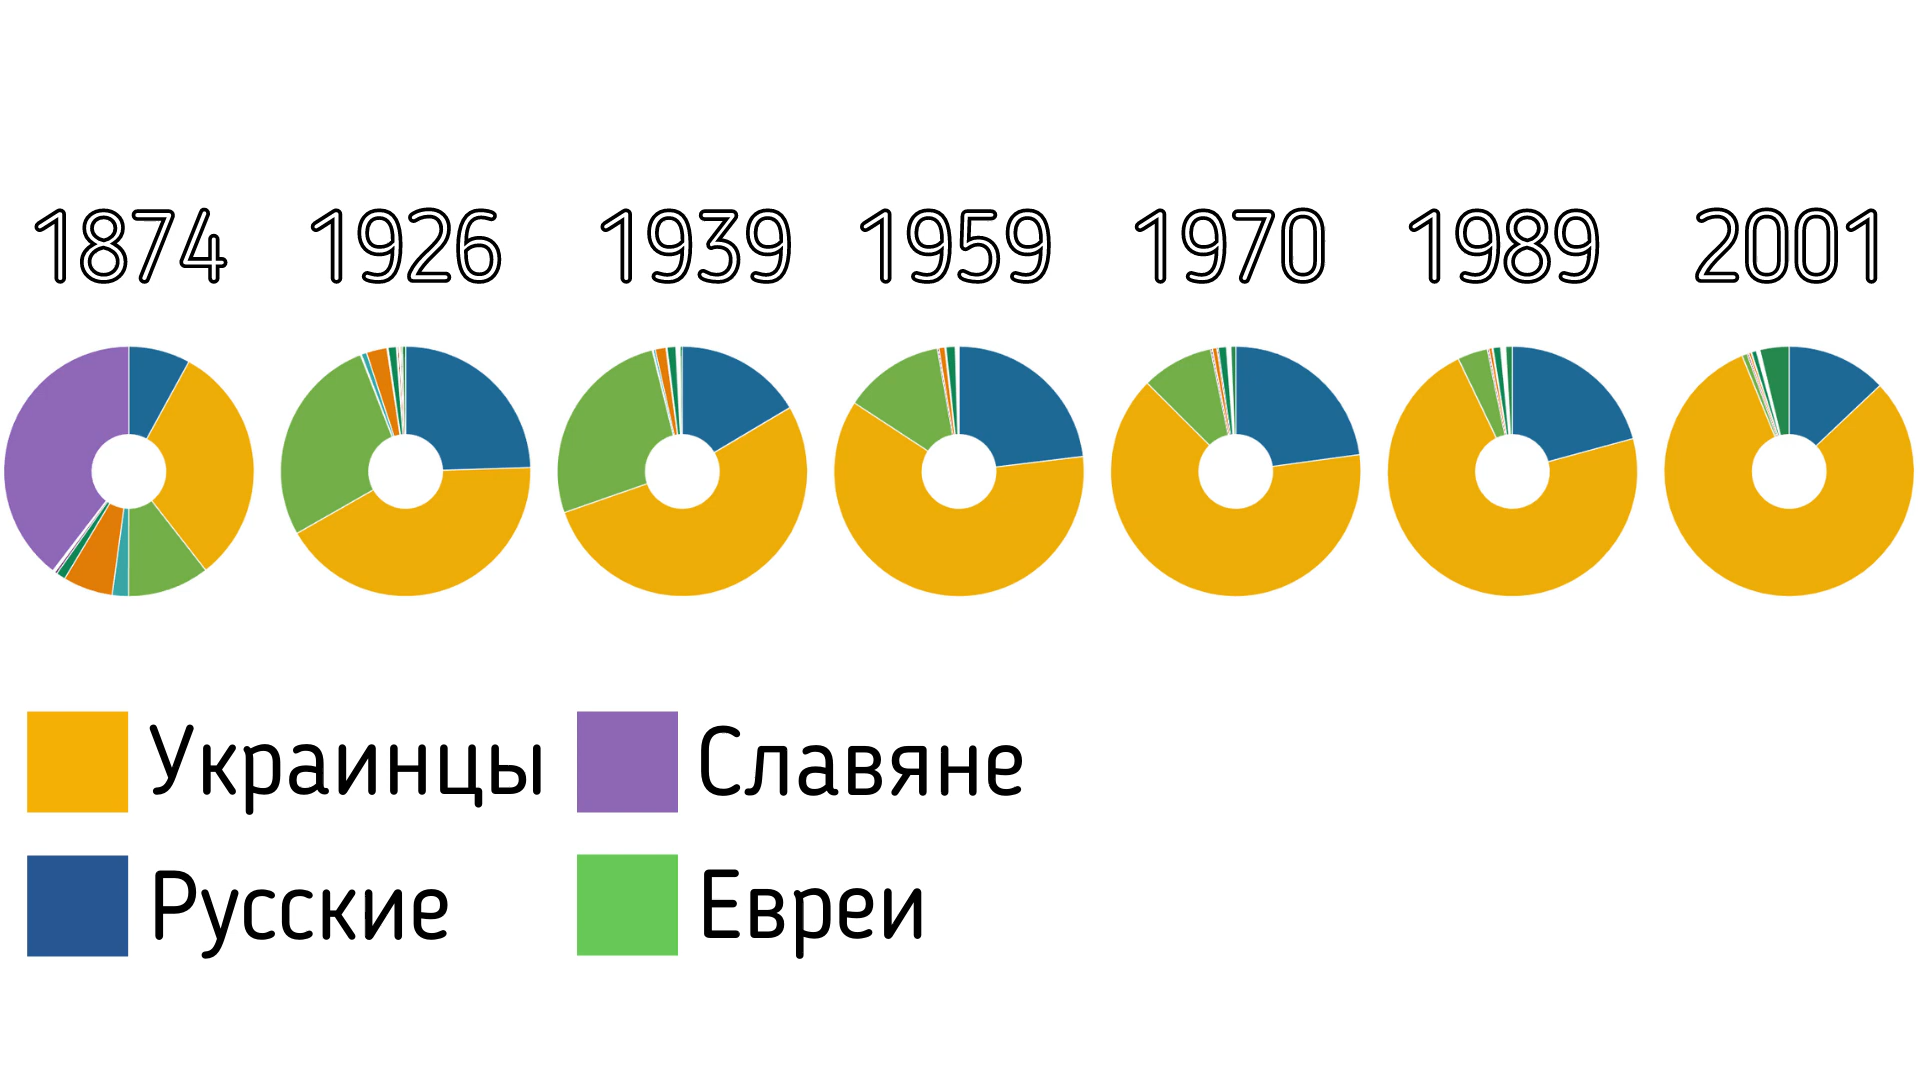 1874 1926 1939 1959 1970 1989 2001
Украинцы Славяне
Русские Евреи